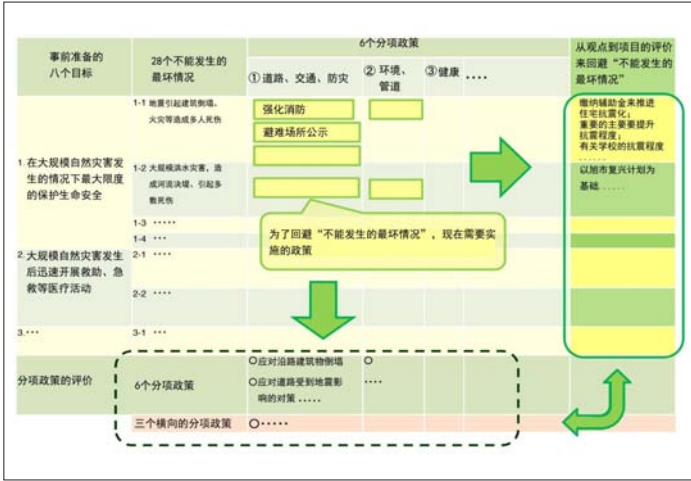 事前准备的
八个目标
28个不能发生的
最坏情况
6个分项政策
①道路、交通、防灾
② 环境、
管道
③健康 ····
从观点到项目的评价
来回避“不能发生的
最坏情况”
1. 在大规模自然灾害发
生的情况下最大限度
的保护生命安全
1-1 地震引起建筑倒塌、
火灾等造成多人死伤
强化消防
避难场所公示
缴纳辅助金来推进
住宅抗震化；
重要的主要要提升
抗震程度；
有关学校的抗震程度
......
1-2 大规模洪水灾害，造
成河流决堤、引起多
数死伤
以旭市复兴计划为
基础.....
1-3 ·····
1-4 ···
为了回避“不能发生的最坏情况”，现在需要实
施的政策
2. 大规模自然灾害发生
后迅速开展救助、急
救等医疗活动
2-1 ····
2-2 ····
3.···
3-1 ····
分项政策的评价
6个分项政策
○应对沿路建筑物倒塌
○应对道路受到地震影
响的对策.....
○
····
三个横向的分项政策
○·····